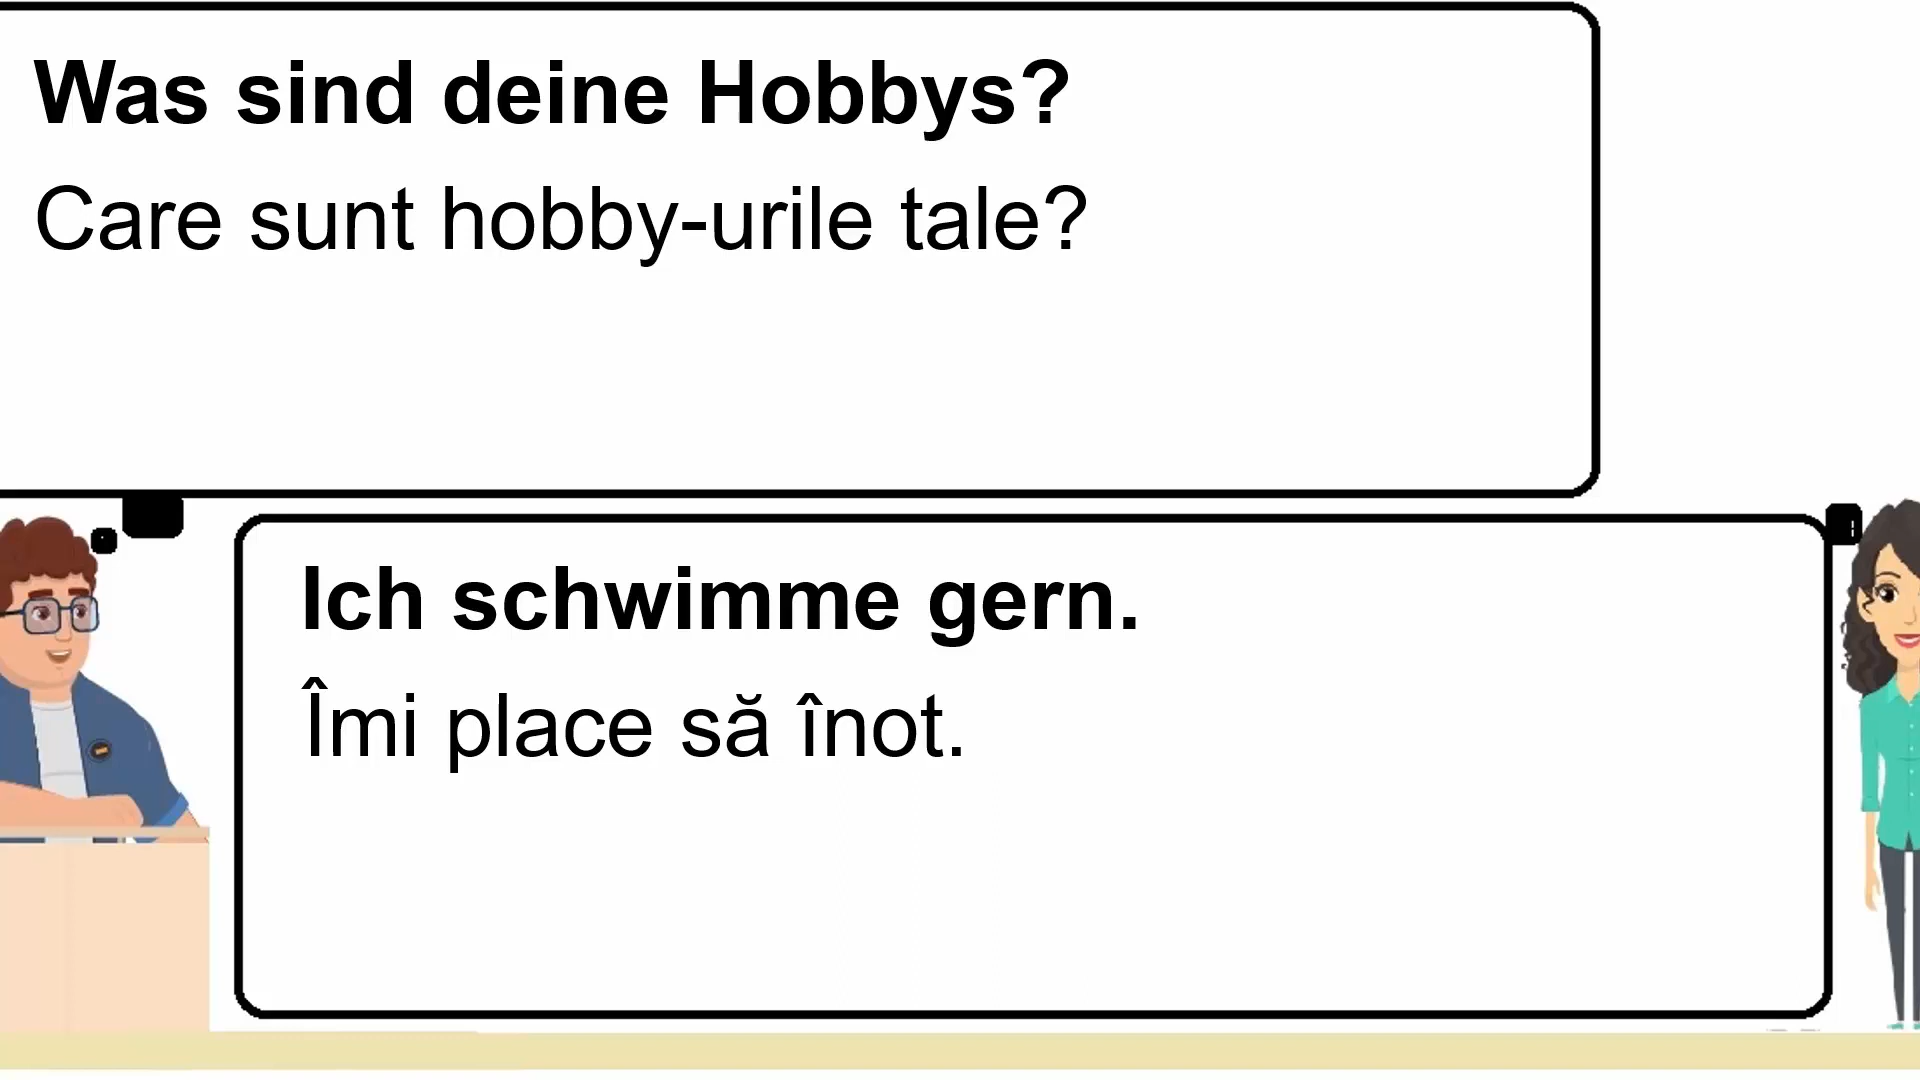 Was sind deine Hobbys?
Care sunt hobby-urile tale?
Ich schwimme gern.
Îmi place să înot.